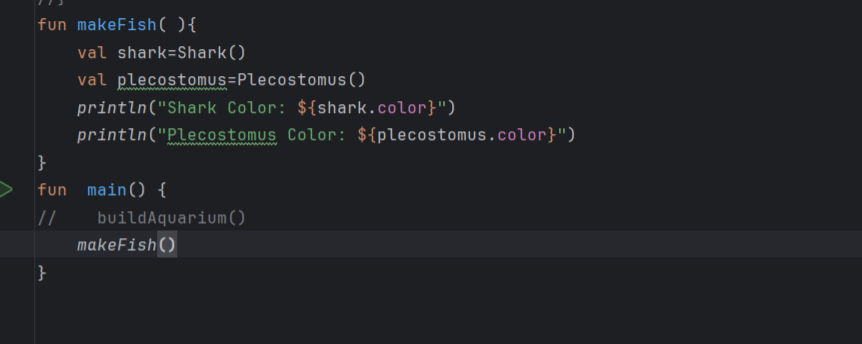 //}
fun makeFish( ){
    val shark=Shark()
    val plecostomus=Plecostomus()
    println("Shark Color: ${shark.color}")
    println("Plecostomus Color: ${plecostomus.color}")
}
fun  main() {
//    buildAquarium()
    makeFish()
}